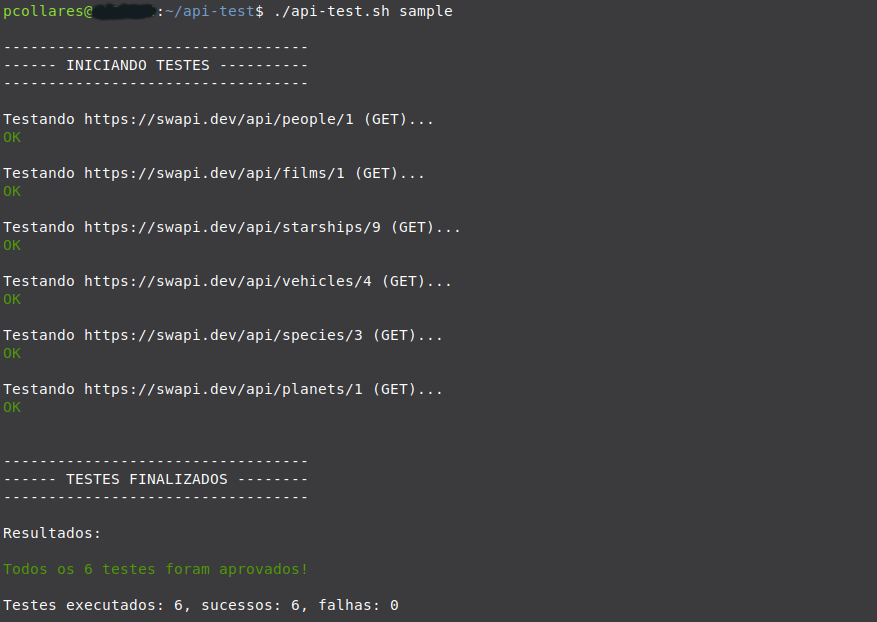 pcollares@ :~/api-test$ ./api-test.sh sample
----------------------------------
------ INICIANDO TESTES ----------
----------------------------------
Testando https://swapi.dev/api/people/1 (GET)...
OK
Testando https://swapi.dev/api/films/1 (GET)...
OK
Testando https://swapi.dev/api/starships/9 (GET)...
OK
Testando https://swapi.dev/api/vehicles/4 (GET)...
OK
Testando https://swapi.dev/api/species/3 (GET)...
OK
Testando https://swapi.dev/api/planets/1 (GET)...
OK
----------------------------------
------ TESTES FINALIZADOS --------
----------------------------------
Resultados:
Todos os 6 testes foram aprovados!
Testes executados: 6, sucessos: 6, falhas: 0